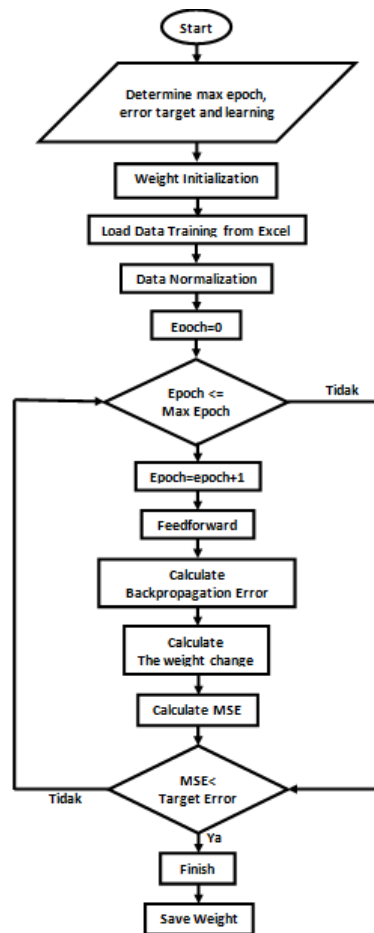 Start
Determine max epoch,
error target and learning
Weight Initialization
Load Data Training from Excel
Data Normalization
Epoch=0
Epoch <=
Max Epoch
Tidak
Epoch=epoch+1
Feedforward
Calculate
Backpropagation Error
Calculate
The weight change
Calculate MSE
MSE<
Target Error
Tidak
Ya
Finish
Save Weight